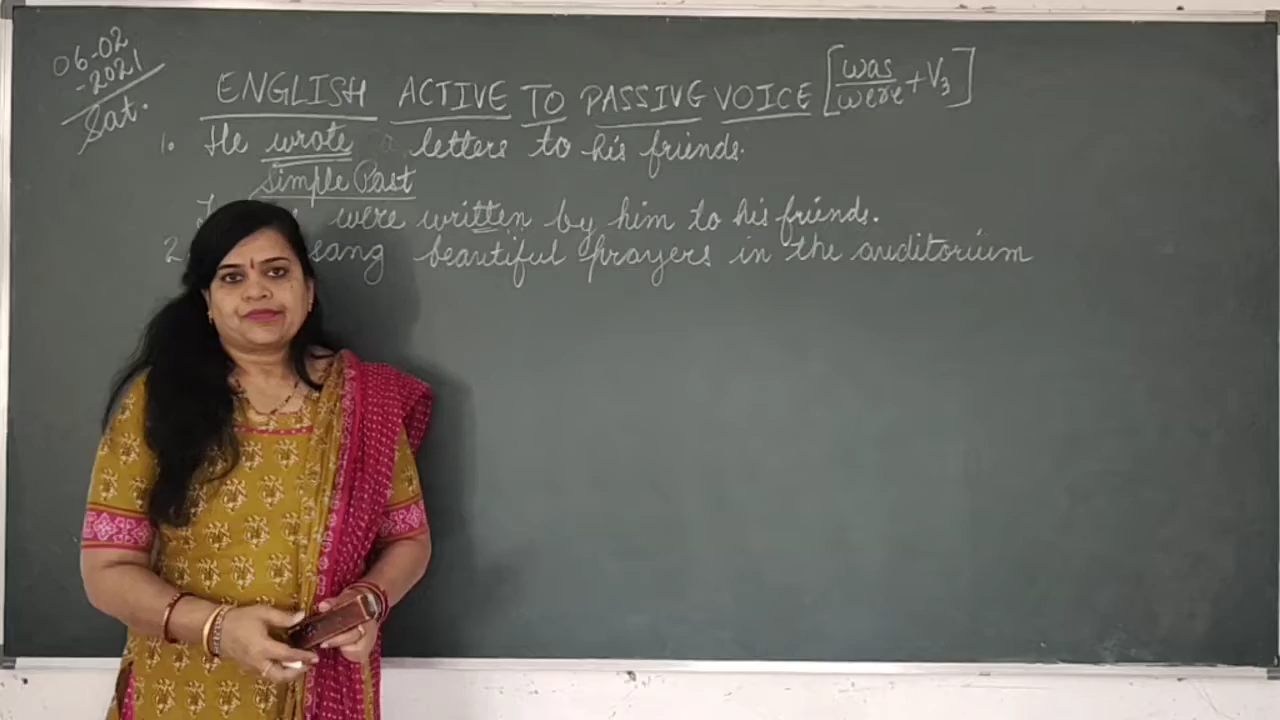 06-02
-2021
Sat.
ENGLISH ACTIVE TO PASSIVE VOICE [was/were + V3]
1. He wrote letters to his friends.
Simple Past
were written by him to his friends.
2 sang beautiful prayers in the auditorium